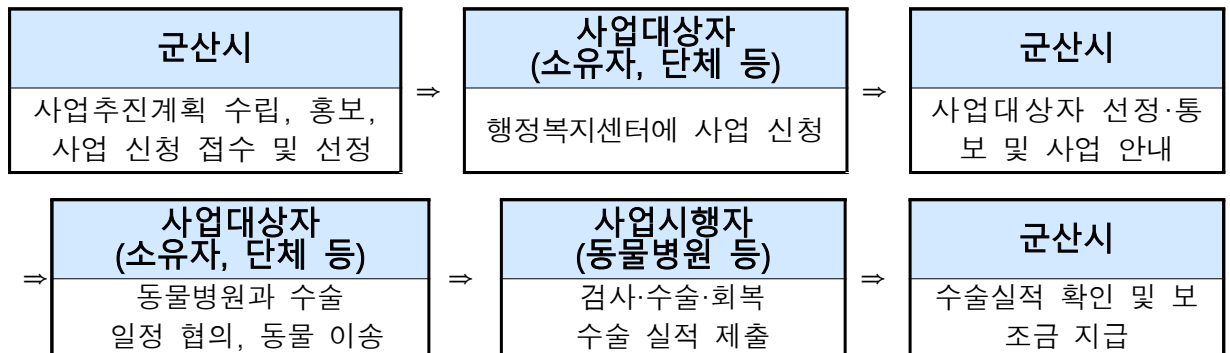 군산시
사업추진계획 수립, 홍보,
사업 신청 접수 및 선정
⇒
사업대상자
(소유자, 단체 등)
행정복지센터에 사업 신청
⇒
군산시
사업대상자 선정·통
보 및 사업 안내
⇒
사업대상자
(소유자, 단체 등)
동물병원과 수술
일정 협의, 동물 이송
⇒
사업시행자
(동물병원 등)
검사·수술·회복
수술 실적 제출
⇒
군산시
수술실적 확인 및 보
조금 지급